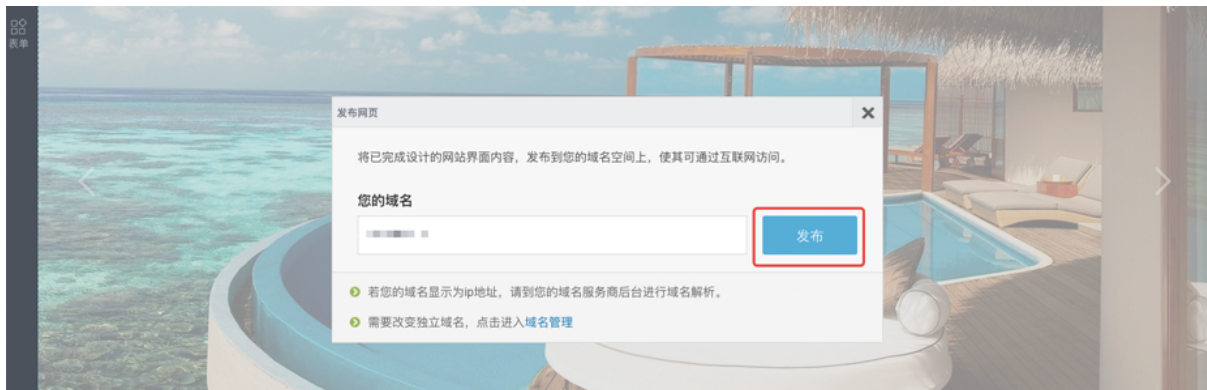 表单
发布网页
将已完成设计的网站界面内容，发布到您的域名空间上，使其可通过互联网访问。
您的域名
发布
若您的域名显示为ip地址，请到您的域名服务商后台进行域名解析。
需要改变独立域名，点击进入域名管理